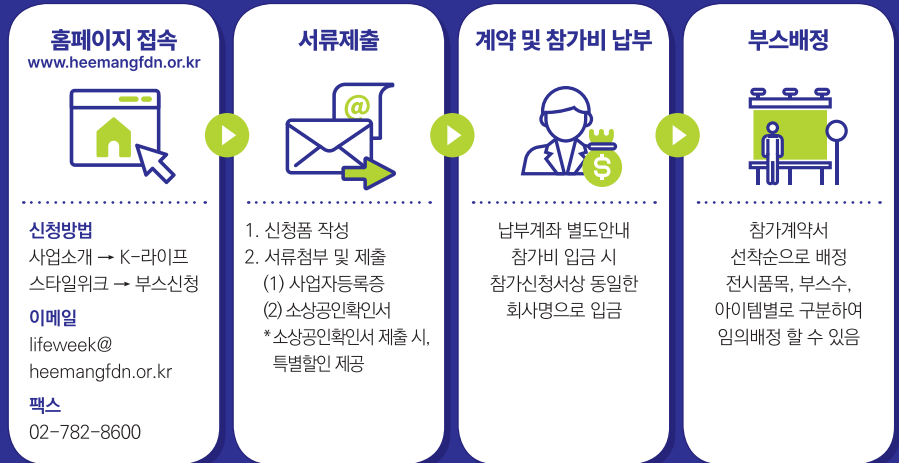 홈페이지 접속
www.heemangfdn.or.kr
신청방법
사업소개 → K-라이프
스타일위크 → 부스신청
이메일
lifeweek@
heemangfdn.or.kr
팩스
02-782-8600
서류제출
@
1. 신청폼 작성
2. 서류첨부 및 제출
(1) 사업자등록증
(2) 소상공인확인서
* 소상공인확인서 제출 시,
특별할인 제공
계약 및 참가비 납부
$
납부계좌 별도안내
참가비 입금 시
참가신청서상 동일한
회사명으로 입금
부스배정
참가계약서
선착순으로 배정
전시품목, 부스수,
아이템별로 구분하여
임의배정 할 수 있음